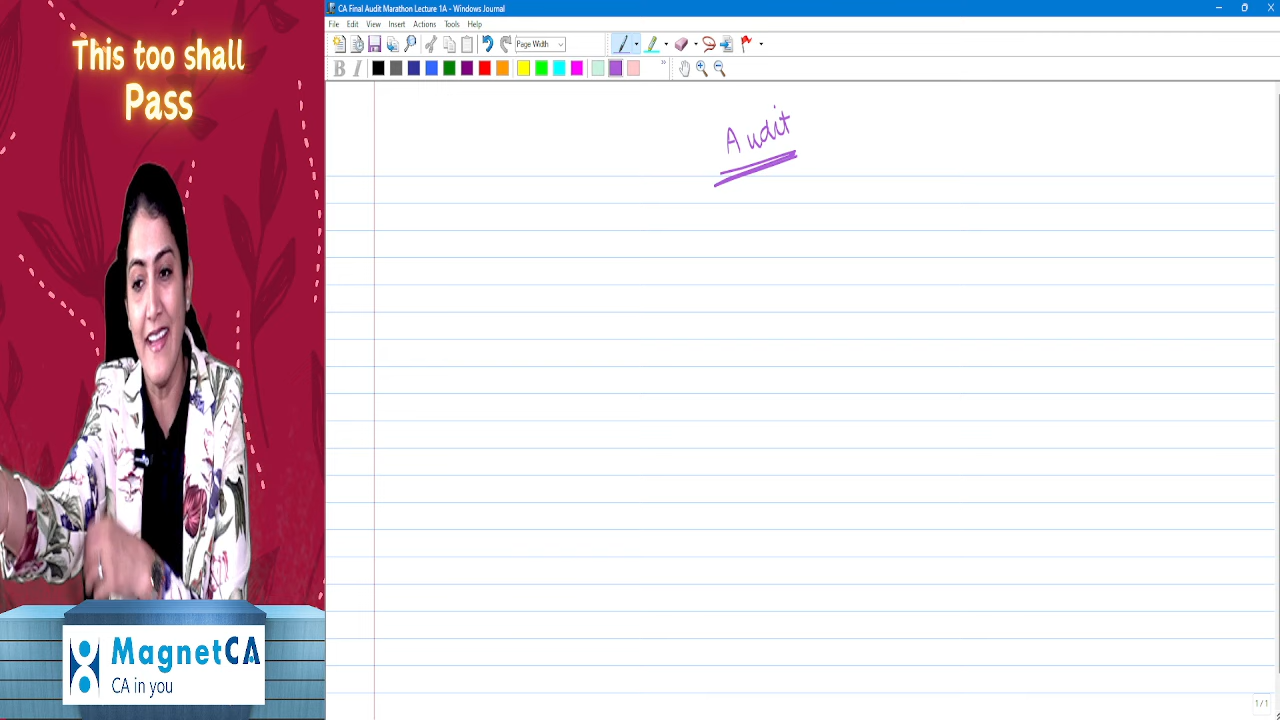 This too shall
Pass
MagnetCA
CA in you
CA Final Audit Marathon Lecture 1A - Windows Journal
File Edit View Insert Actions Tools Help
Page Width
B I
Audit
1/1